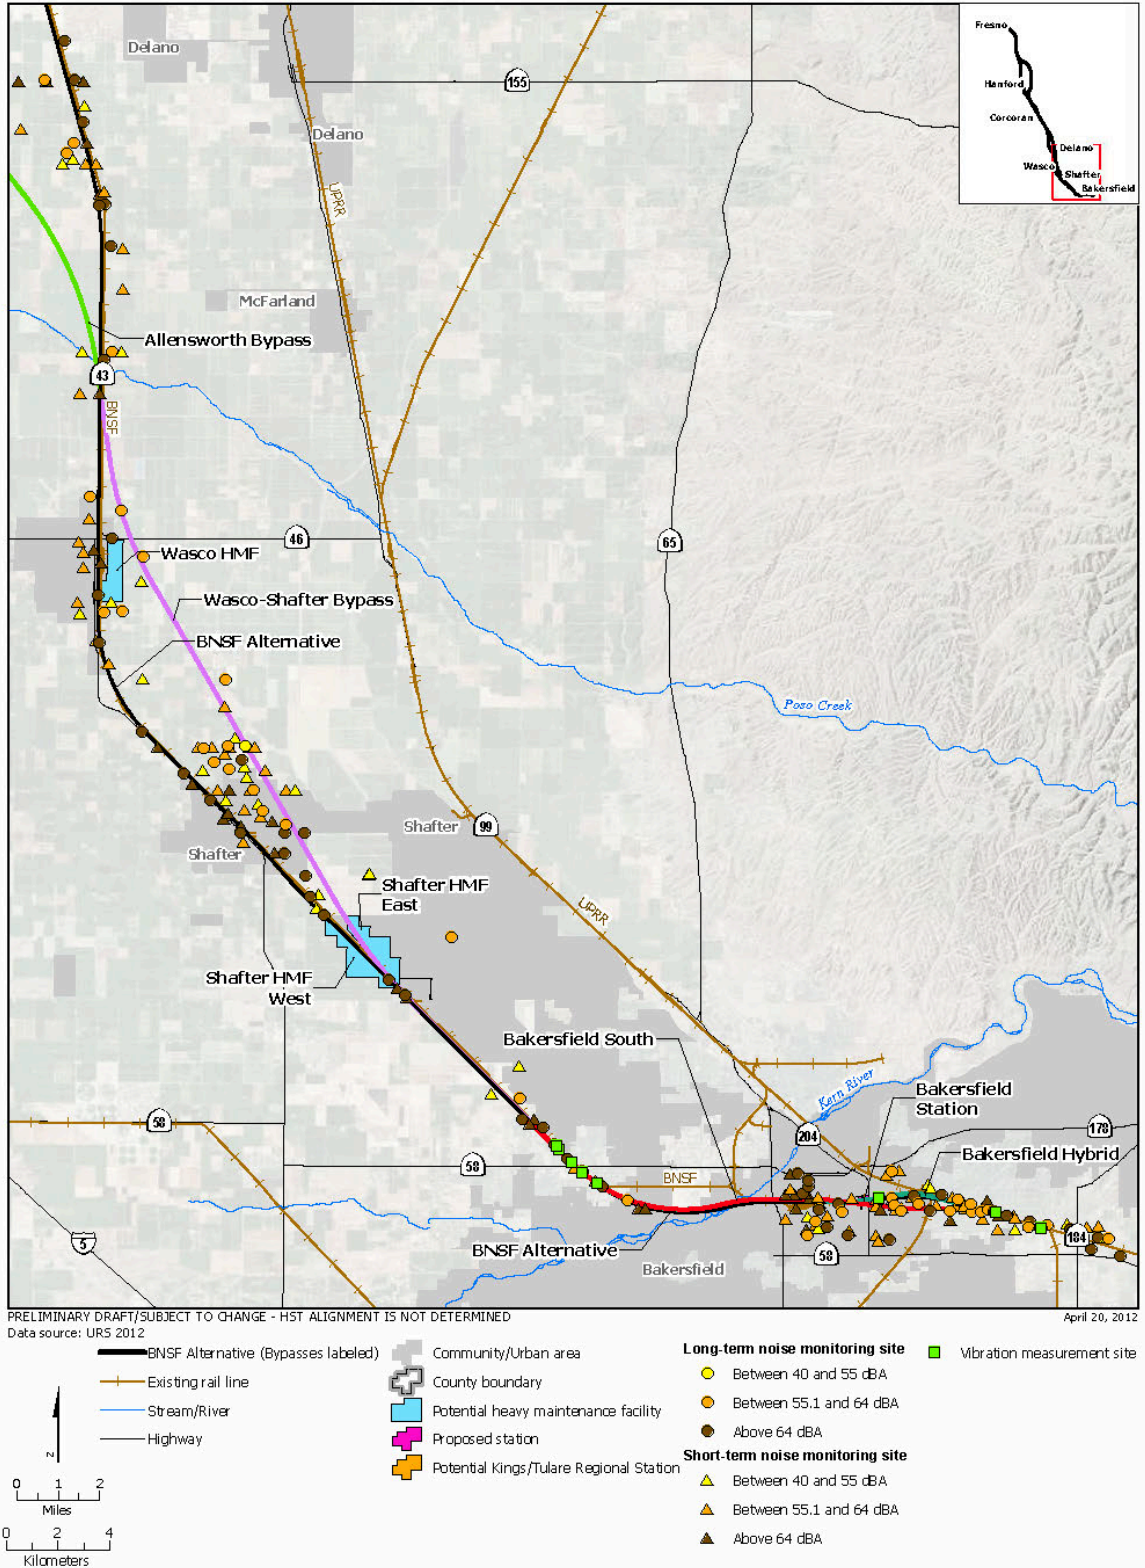 Delano
155
Fresno
Hanford
Corcoran
Delano
Wasco
Shafter
Bakersfield
Delano
UPRR
McFarland
Allensworth Bypass
43
BNSF
46
65
Wasco HMF
Wasco-Shafter Bypass
BNSF Alternative
Poso Creek
Shafter
99
Shafter
Shafter HMF
East
UPRR
Shafter HMF
West
Bakersfield South
Kern River
Bakersfield
Station
58
204
178
58
BNSF
Bakersfield Hybrid
5
BNSF Alternative
58
184
Bakersfield
PRELIMINARY DRAFT/SUBJECT TO CHANGE - HST ALIGNMENT IS NOT DETERMINED
April 20, 2012
Data source: URS 2012
BNSF Alternative (Bypasses labeled)
Existing rail line
Stream/River
Highway
Community/Urban area
County boundary
Potential heavy maintenance facility
Proposed station
Potential Kings/Tulare Regional Station
Long-term noise monitoring site
Between 40 and 55 dBA
Between 55.1 and 64 dBA
Above 64 dBA
Short-term noise monitoring site
Between 40 and 55 dBA
Between 55.1 and 64 dBA
Above 64 dBA
Vibration measurement site
N
0 1 2
Miles
0 2 4
Kilometers